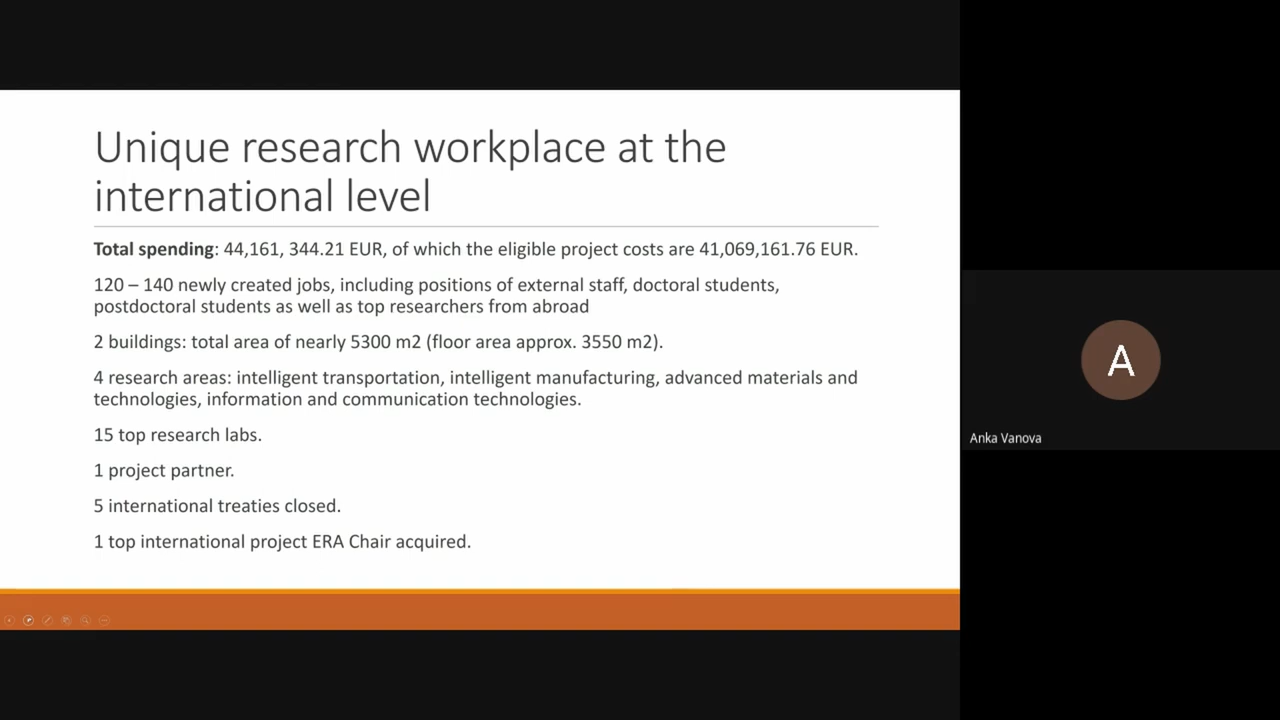 Unique research workplace at the
international level
Total spending: 44,161, 344.21 EUR, of which the eligible project costs are 41,069,161.76 EUR.
120 – 140 newly created jobs, including positions of external staff, doctoral students,
postdoctoral students as well as top researchers from abroad
2 buildings: total area of nearly 5300 m2 (floor area approx. 3550 m2).
4 research areas: intelligent transportation, intelligent manufacturing, advanced materials and
technologies, information and communication technologies.
15 top research labs.
1 project partner.
5 international treaties closed.
1 top international project ERA Chair acquired.
A
Anka Vanova